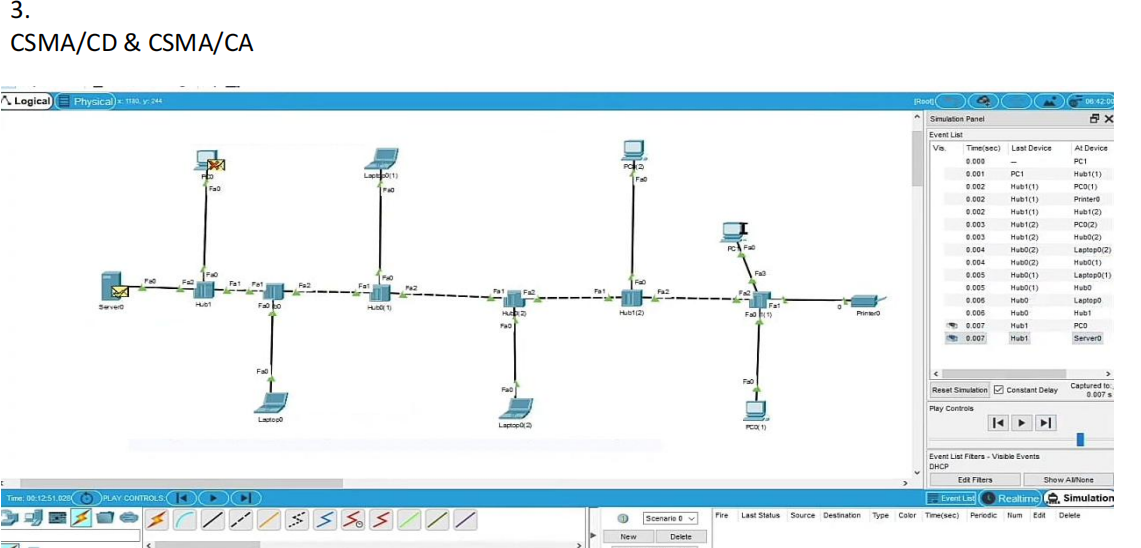 3.
CSMA/CD & CSMA/CA
Logical Physical x: 1180, y: 244 [Root] 06:42:00
Simulation Panel
Event List
Vis. Time(sec) Last Device At Device
0.000 -- PC1
0.001 PC1 Hub1(1)
0.002 Hub1(1) PC0(1)
0.002 Hub1(1) Printer0
0.002 Hub1(1) Hub1(2)
0.003 Hub1(2) PC0(2)
0.003 Hub1(2) Hub0(2)
0.004 Hub0(2) Laptop0(2)
0.004 Hub0(2) Hub0(1)
0.005 Hub0(1) Laptop0(1)
0.005 Hub0(1) Hub0
0.006 Hub0 Laptop0
0.006 Hub0 Hub1
0.007 Hub1 PC0
0.007 Hub1 Server0
Reset Simulation Constant Delay Captured to:
0.007 s
Play Controls
Event List Filters - Visible Events
DHCP
Edit Filters Show All/None
PC0
Fa0
Laptop0(1)
Fa0
PC0(2)
Fa0
Fa0
Fa3
Server0
Fa0
Fa2
Fa0
Hub1
Fa1
Fa1
Fa0
Fa2
Fa1
Fa0
Hub0(1)
Fa2
Fa1
Fa2
Hub0(2)
Fa0
Fa1
Fa0
Hub1(2)
Fa2
Fa2
Fa1
Fa0
0
Printer0
Fa0
Laptop0
Fa0
Laptop0(2)
Fa0
PC0(1)
Time: 00:12:51.028 PLAY CONTROLS: Event List Realtime Simulation
Scenario 0
New Delete
Fire Last Status Source Destination Type Color Time(sec) Periodic Num Edit Delete